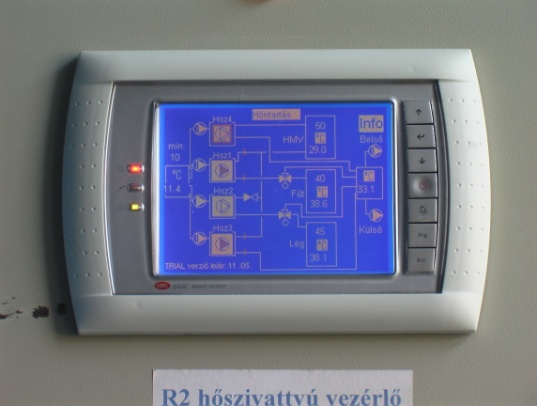 Hőntartás
Info
Hsz4
50
°C
29.0
HMV
Belső
min:
10
°C
11.4
Hsz1
40
°C
38.6
Fűt
°C
33.1
Hsz2
Hsz3
45
°C
38.1
Lég
Külső
TRIAL verzió lejár: 11 .05 .
R2 hőszivattyú vezérlő